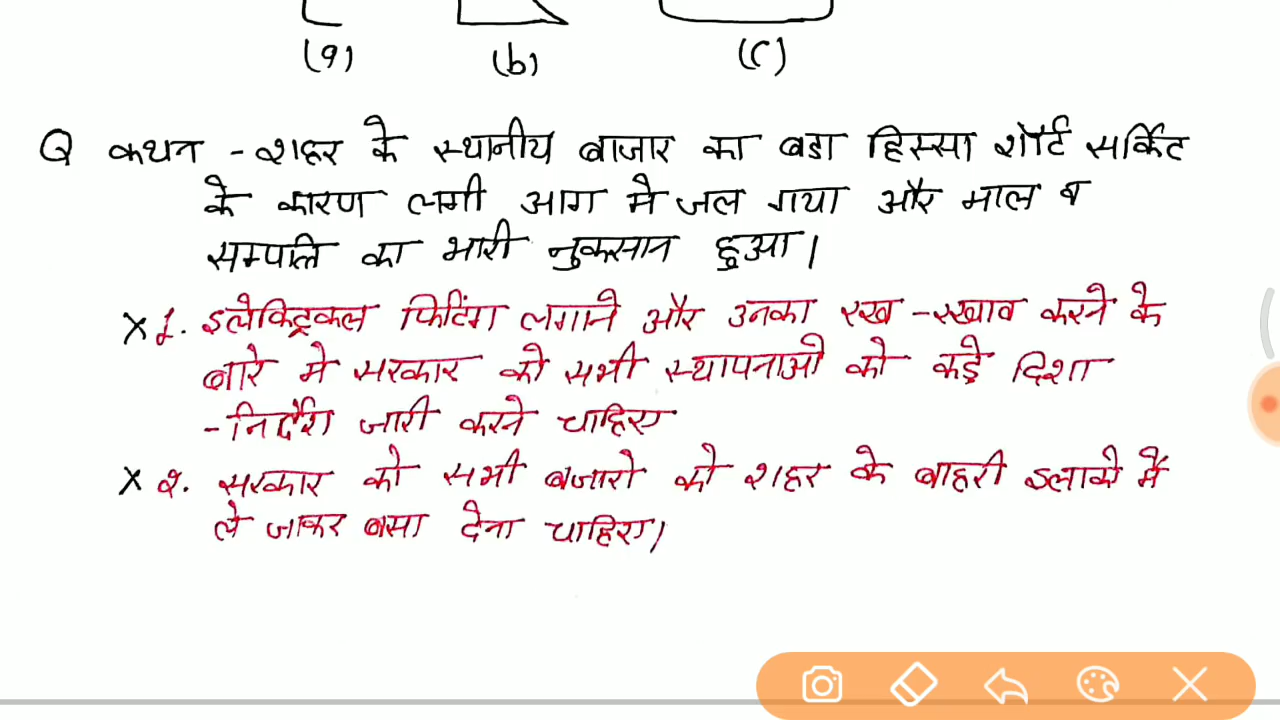 (a) (b) (c)
Q कथन - शहर के स्थानीय बाजार का बडा हिस्सा शॉर्ट सर्किट
के कारण लगी आग मे जल गया और माल व
सम्पत्ति का भारी नुकसान हुआ।
X 1. इलेक्ट्रिकल फिटिंग लगाने और उनका रख - रखाव करने के
बारे मे सरकार को सभी स्थापनाओ को कड़े दिशा
- निर्देश जारी करने चाहिए
X 2. सरकार को सभी बजारो को शहर के बाहरी इलाको में
ले जाकर बसा देना चाहिए।